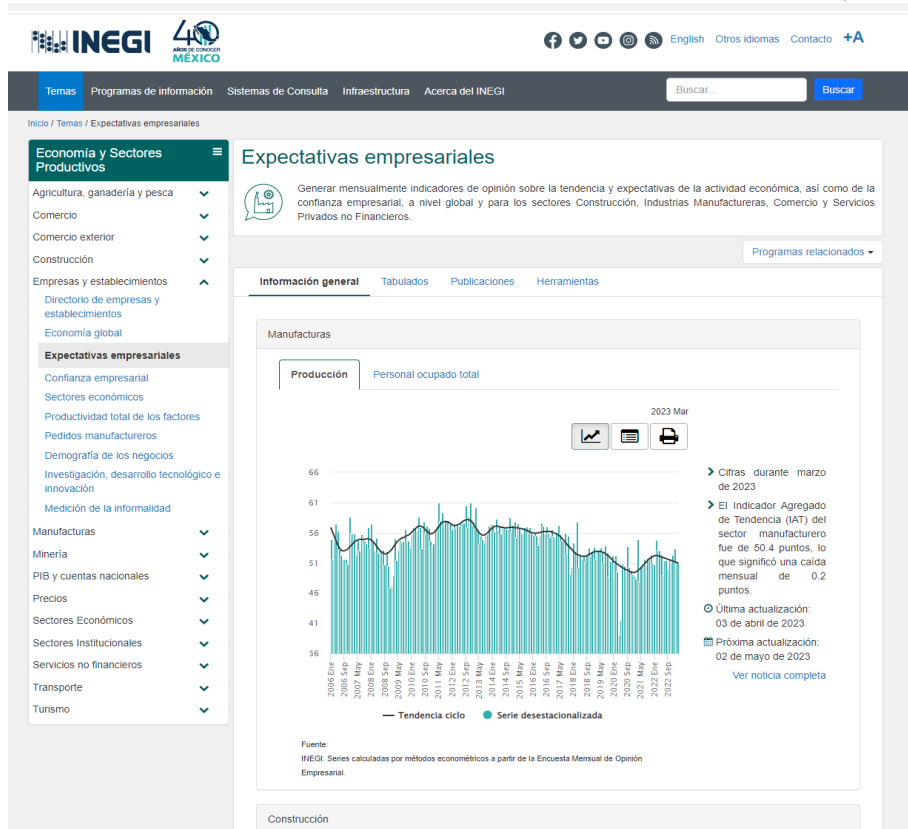 INEGI
40
AÑOS DE CONOCER
MÉXICO
English Otros idiomas Contacto +A
Temas Programas de información Sistemas de Consulta Infraestructura Acerca del INEGI Buscar... Buscar
Inicio / Temas / Expectativas empresariales
Economía y Sectores
Productivos
Agricultura, ganadería y pesca
Comercio
Comercio exterior
Construcción
Empresas y establecimientos
Directorio de empresas y
establecimientos
Economía global
Expectativas empresariales
Confianza empresarial
Sectores económicos
Productividad total de los factores
Pedidos manufactureros
Demografía de los negocios
Investigación, desarrollo tecnológico e
innovación
Medición de la informalidad
Manufacturas
Minería
PIB y cuentas nacionales
Precios
Sectores Económicos
Sectores Institucionales
Servicios no financieros
Transporte
Turismo
Expectativas empresariales
Generar mensualmente indicadores de opinión sobre la tendencia y expectativas de la actividad económica, así como de la
confianza empresarial, a nivel global y para los sectores Construcción, Industrias Manufactureras, Comercio y Servicios
Privados no Financieros.
Programas relacionados
Información general Tabulados Publicaciones Herramientas
Manufacturas
Producción Personal ocupado total
2023 Mar
66
61
56
51
46
41
36
2006 Ene
2006 Sep
2007 May
2008 Ene
2008 Sep
2009 May
2010 Ene
2010 Sep
2011 May
2012 Ene
2012 Sep
2013 May
2014 Ene
2014 Sep
2015 May
2016 Ene
2016 Sep
2017 May
2018 Ene
2018 Sep
2019 May
2020 Ene
2020 Sep
2021 May
2022 Ene
2022 Sep
Tendencia ciclo Serie desestacionalizada
Cifras durante marzo
de 2023
El Indicador Agregado
de Tendencia (IAT) del
sector manufacturero
fue de 50.4 puntos, lo
que significó una caída
mensual de 0.2
puntos.
Última actualización:
03 de abril de 2023
Próxima actualización:
02 de mayo de 2023
Ver noticia completa
Fuente:
INEGI. Series calculadas por métodos econométricos a partir de la Encuesta Mensual de Opinión
Empresarial.
Construcción